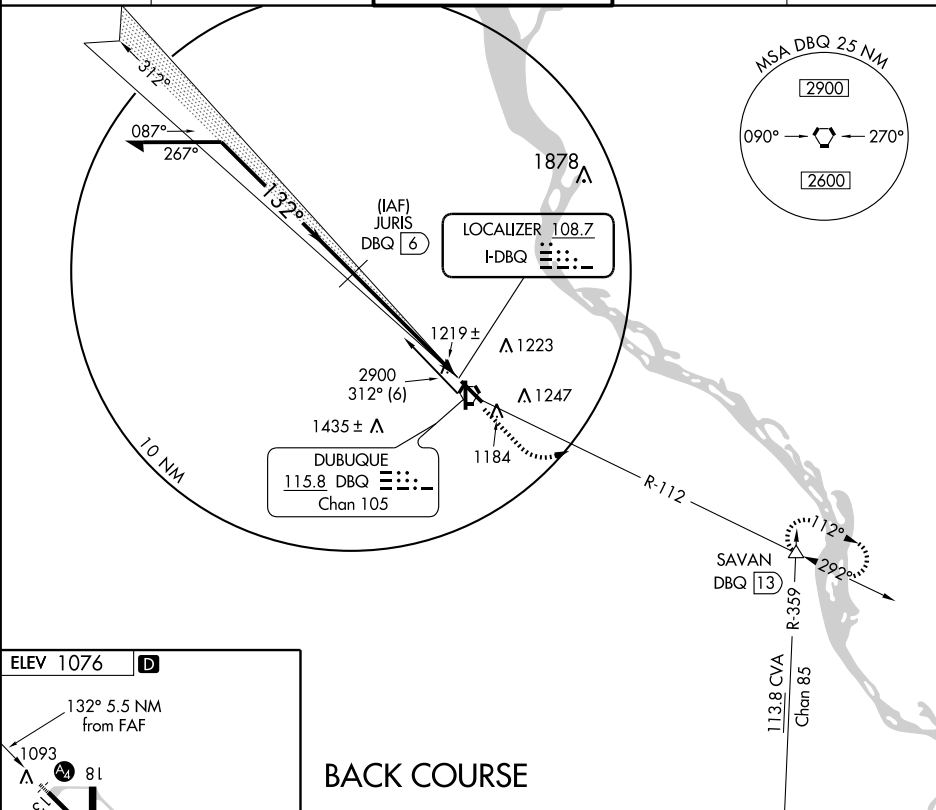 MSA DBQ 25 NM
2900
090°
270°
2600
312°
087°
267°
132°
1878
(IAF)
JURIS
DBQ 6
LOCALIZER 108.7
I-DBQ
1219 ±
1223
2900
312° (6)
1247
1435 ±
1184
10 NM
DUBUQUE
115.8 DBQ
Chan 105
R-112
112°
SAVAN
DBQ 13
292°
R-359
113.8 CVA
Chan 85
ELEV 1076 D
132° 5.5 NM
from FAF
1093
A4
18
13
BACK COURSE